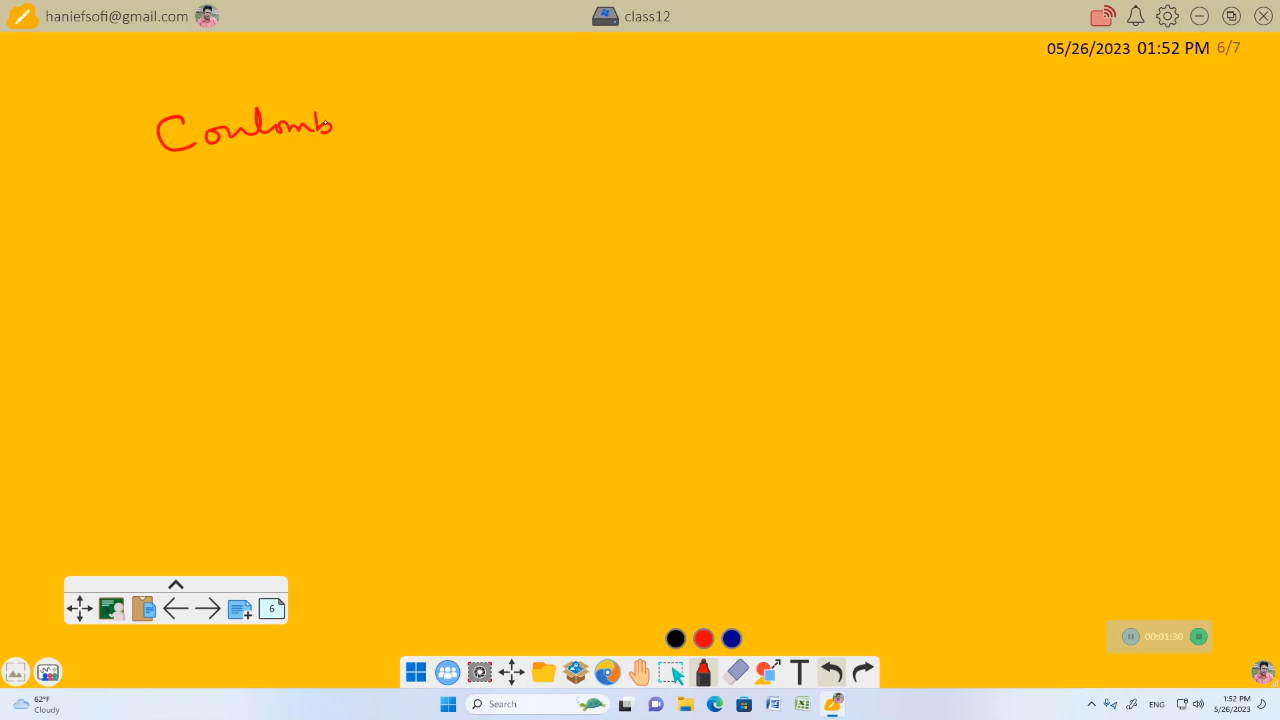 haniefsofi@gmail.com
class12
05/26/2023 01:52 PM 6/7
Coulomb
6
00:01:30
T
62°F
Cloudy
Search
ENG
1:52 PM
5/26/2023